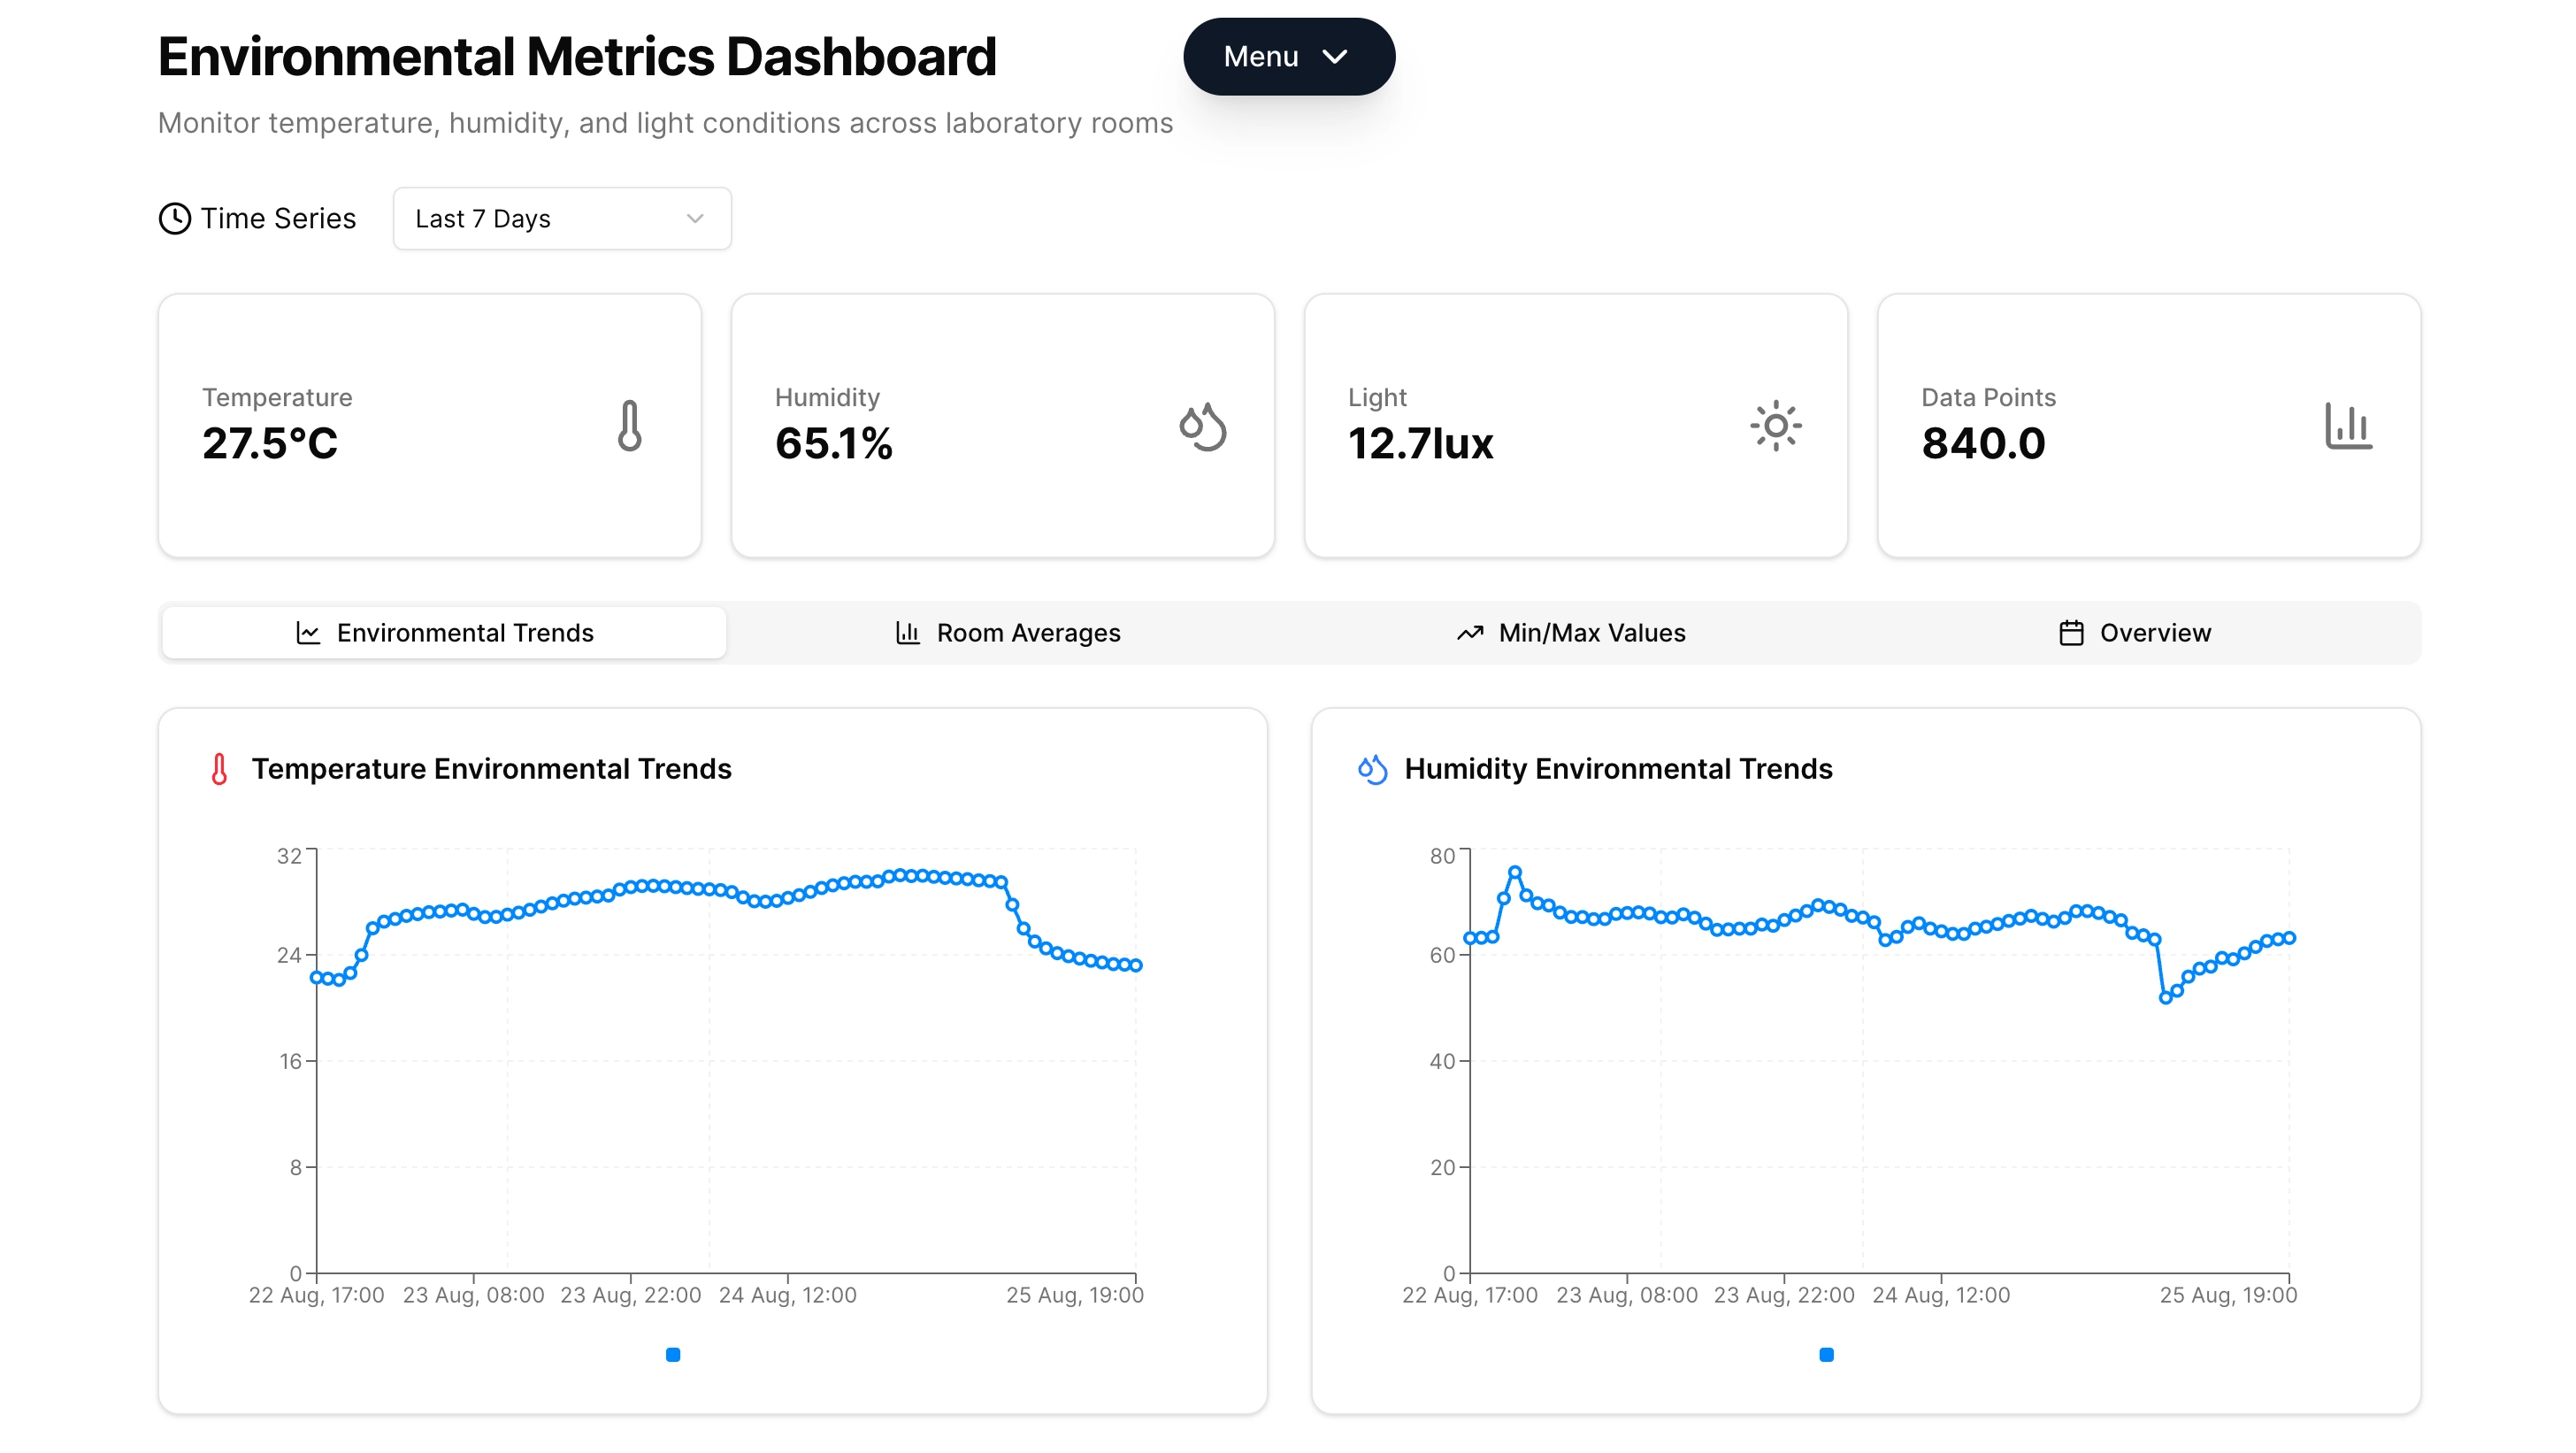 Environmental Metrics Dashboard
Menu
Monitor temperature, humidity, and light conditions across laboratory rooms
Time Series
Last 7 Days
Temperature
27.5°C
Humidity
65.1%
Light
12.7lux
Data Points
840.0
Environmental Trends
Room Averages
Min/Max Values
Overview
Temperature Environmental Trends
32
24
16
8
0
22 Aug, 17:00 23 Aug, 08:00 23 Aug, 22:00 24 Aug, 12:00 25 Aug, 19:00
Humidity Environmental Trends
80
60
40
20
0
22 Aug, 17:00 23 Aug, 08:00 23 Aug, 22:00 24 Aug, 12:00 25 Aug, 19:00